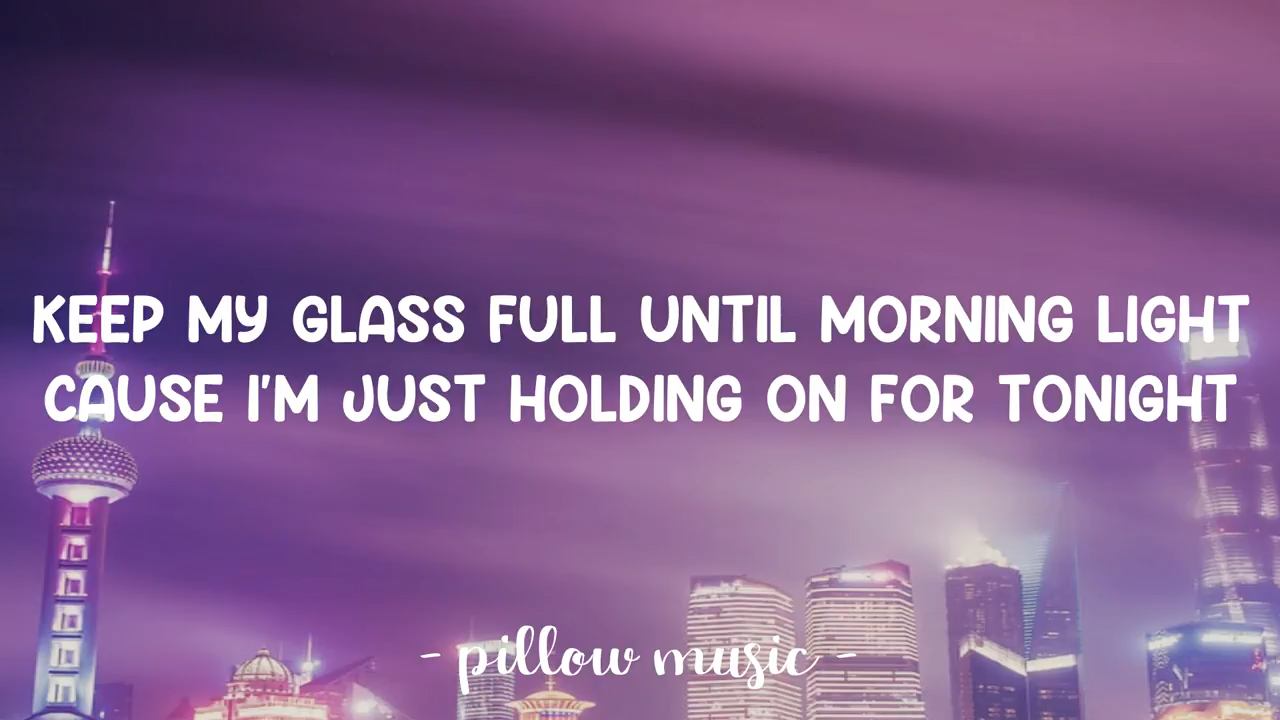 KEEP MY GLASS FULL UNTIL MORNING LIGHT
CAUSE I'M JUST HOLDING ON FOR TONIGHT
- pillow music -